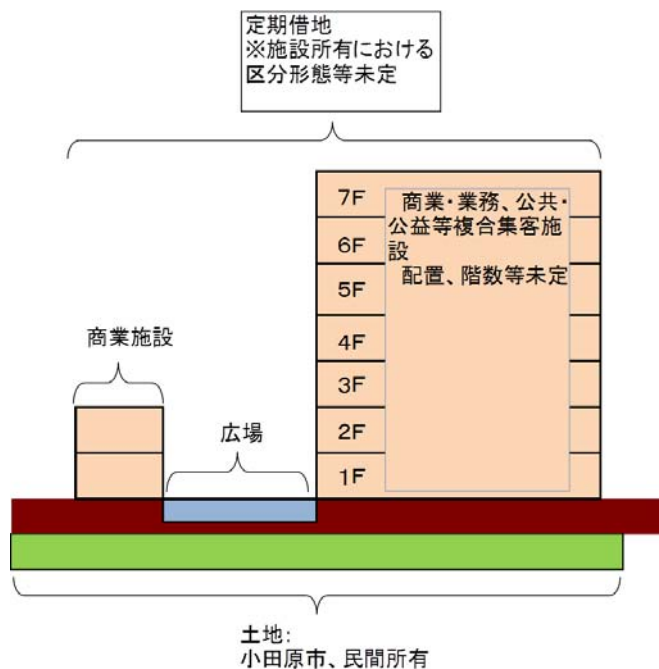 定期借地
※施設所有における
区分形態等未定
7F
商業・業務、公共・
公益等複合集客施
設
配置、階数等未定
6F
5F
4F
3F
2F
1F
商業施設
広場
土地：
小田原市、民間所有